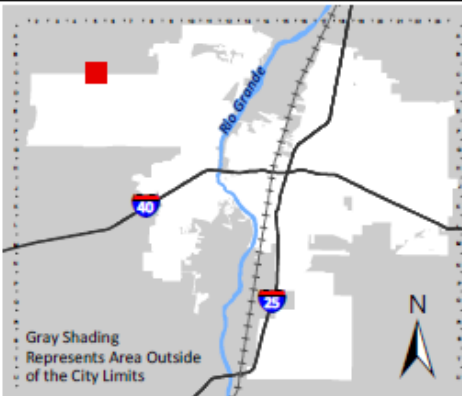 Rio Grande
40
25
N
Gray Shading
Represents Area Outside
of the City Limits